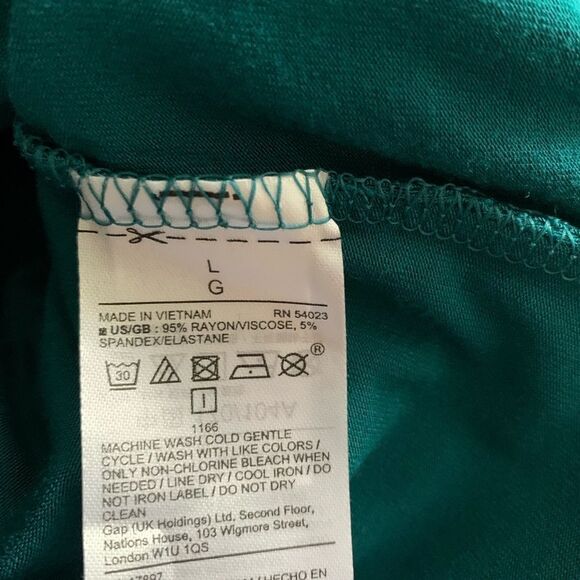 L
G
MADE IN VIETNAM RN 54023
US/GB : 95% RAYON/VISCOSE, 5%
SPANDEX/ELASTANE
30 ®
I
1166
MACHINE WASH COLD GENTLE
CYCLE / WASH WITH LIKE COLORS /
ONLY NON-CHLORINE BLEACH WHEN
NEEDED / LINE DRY / COOL IRON / DO
NOT IRON LABEL / DO NOT DRY
CLEAN
Gap (UK Holdings) Ltd. Second Floor,
Nations House, 103 Wigmore Street,
London W1U 1QS
/ HECHO EN